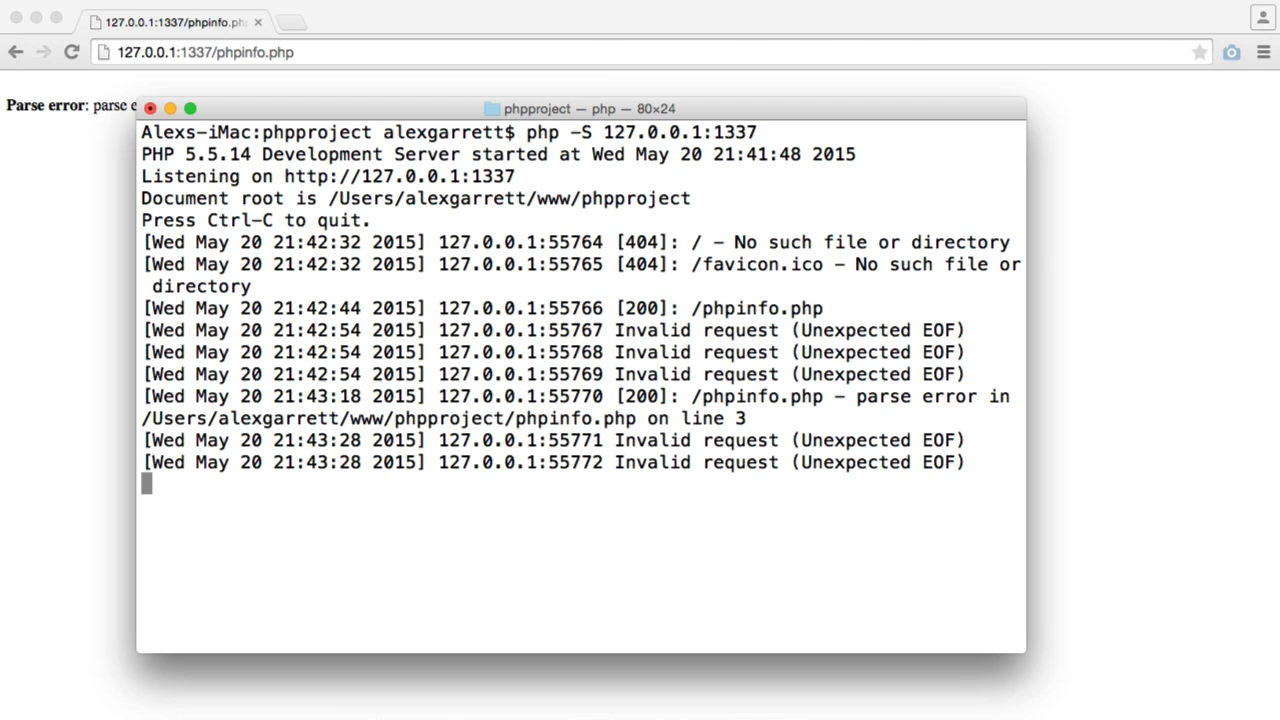 127.0.0.1:1337/phpinfo.ph
127.0.0.1:1337/phpinfo.php
Parse error: parse e
phpproject — php — 80×24
Alexs-iMac:phpproject alexgarrett$ php -S 127.0.0.1:1337
PHP 5.5.14 Development Server started at Wed May 20 21:41:48 2015
Listening on http://127.0.0.1:1337
Document root is /Users/alexgarrett/www/phpproject
Press Ctrl-C to quit.
[Wed May 20 21:42:32 2015] 127.0.0.1:55764 [404]: / - No such file or directory
[Wed May 20 21:42:32 2015] 127.0.0.1:55765 [404]: /favicon.ico - No such file or
directory
[Wed May 20 21:42:44 2015] 127.0.0.1:55766 [200]: /phpinfo.php
[Wed May 20 21:42:54 2015] 127.0.0.1:55767 Invalid request (Unexpected EOF)
[Wed May 20 21:42:54 2015] 127.0.0.1:55768 Invalid request (Unexpected EOF)
[Wed May 20 21:42:54 2015] 127.0.0.1:55769 Invalid request (Unexpected EOF)
[Wed May 20 21:43:18 2015] 127.0.0.1:55770 [200]: /phpinfo.php - parse error in
/Users/alexgarrett/www/phpproject/phpinfo.php on line 3
[Wed May 20 21:43:28 2015] 127.0.0.1:55771 Invalid request (Unexpected EOF)
[Wed May 20 21:43:28 2015] 127.0.0.1:55772 Invalid request (Unexpected EOF)